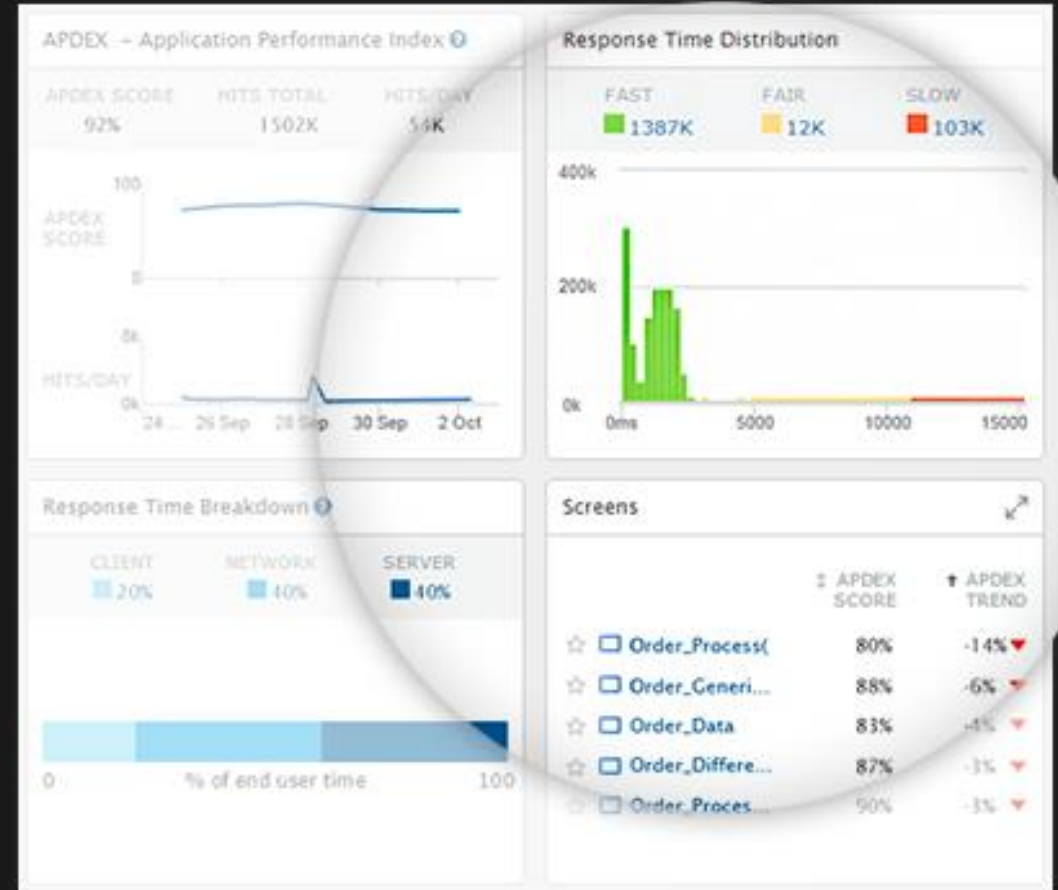 APDEX - Application Performance Index ?
APDEX SCORE HITS TOTAL HITS/DAY
92% 1502K 54K
100
APDEX
SCORE
0
8k
HITS/DAY
0k
24 ... 26 Sep 28 Sep 30 Sep 2 Oct
Response Time Distribution
FAST FAIR SLOW
1387K 12K 103K
400k
200k
0k
0ms 5000 10000 15000
Response Time Breakdown ?
CLIENT NETWORK SERVER
20% 40% 40%
0 % of end user time 100
Screens
APDEX
SCORE
APDEX
TREND
Order_Process( 80% -14%
Order_Generi... 88% -6%
Order_Data 83% -4%
Order_Differe... 87% -3%
Order_Proces... 90% -3%